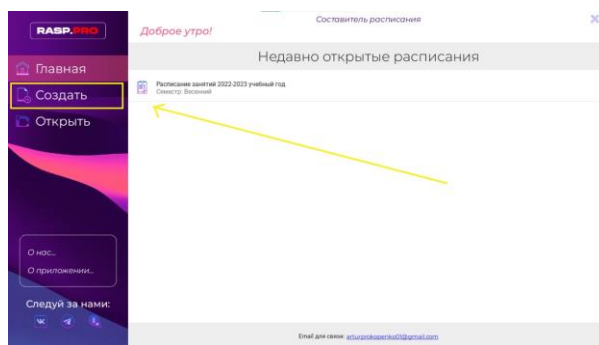 RASP.PRO
Главная
Создать
Открыть
О нас...
О приложении...
Следуй за нами:
Составитель расписания
Доброе утро!
Недавно открытые расписания
Расписание занятий 2022-2023 учебный год
Семестр: Весенний
Email для связи: arturprokopenko01@gmail.com